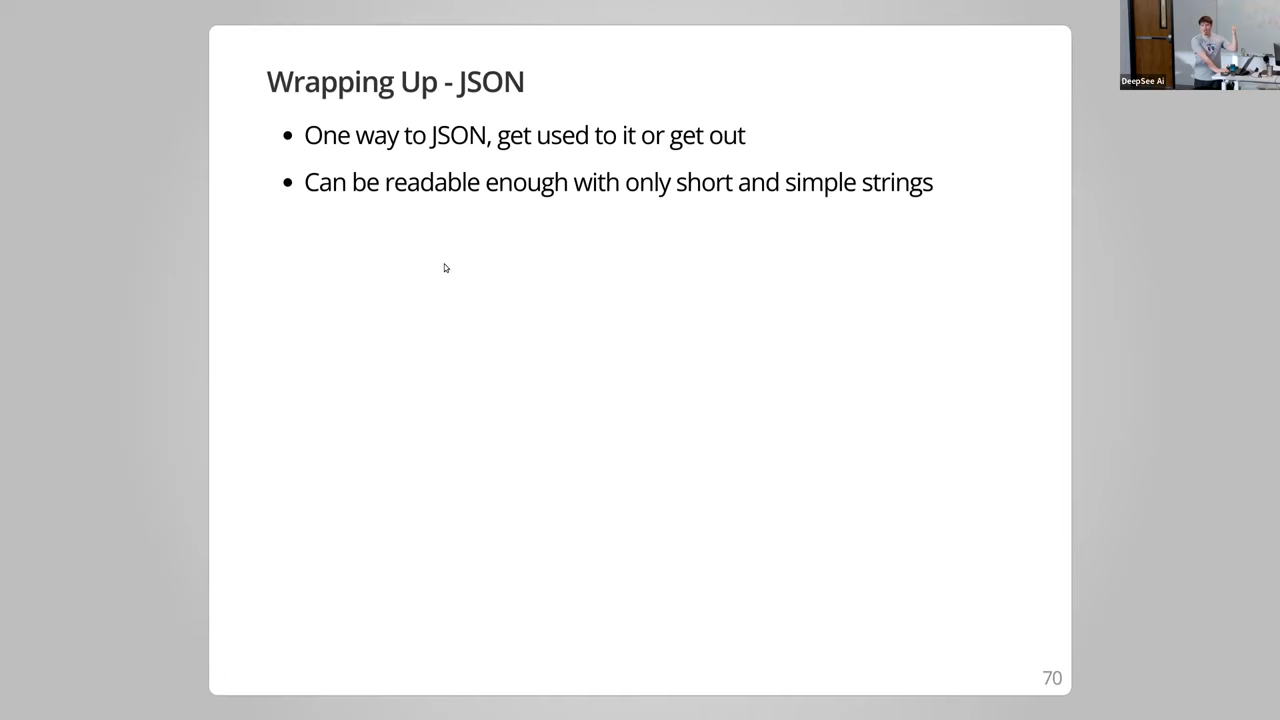 Wrapping Up - JSON
One way to JSON, get used to it or get out
Can be readable enough with only short and simple strings
70
DeepSee Ai